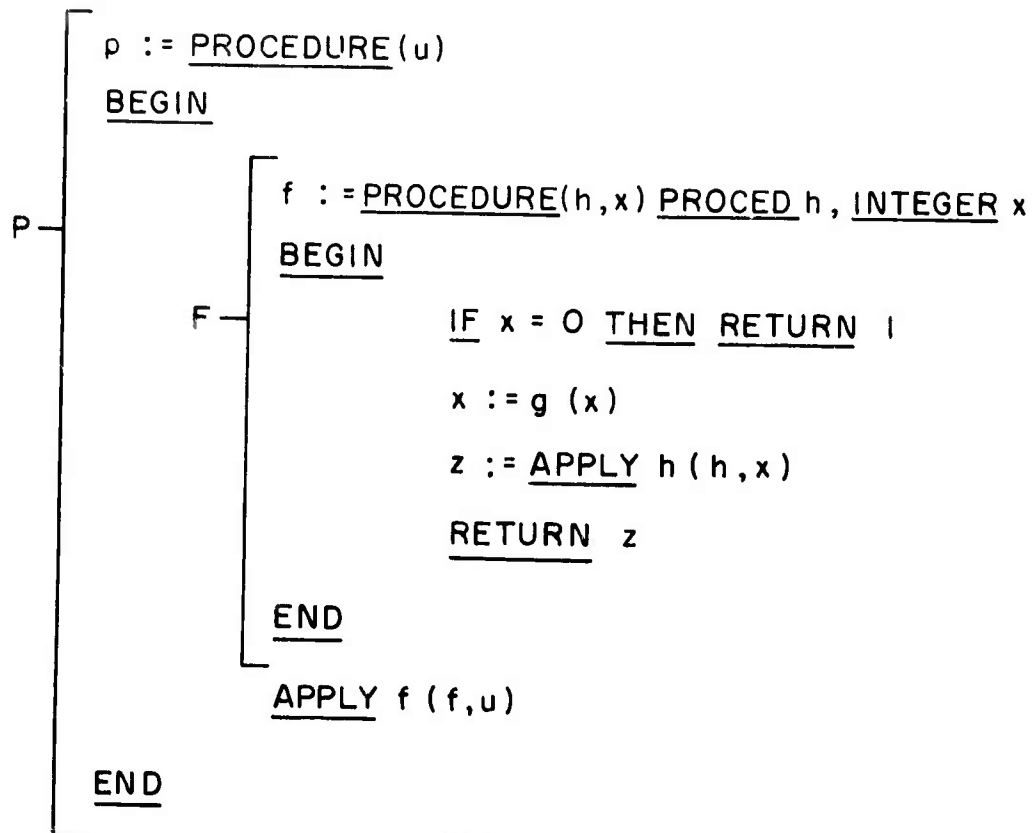 p := PROCEDURE(u)
BEGIN
f := PROCEDURE(h,x) PROCED h, INTEGER x
P
BEGIN
F
IF x = 0 THEN RETURN 1
x := g (x)
z := APPLY h (h,x)
RETURN z
END
APPLY f (f,u)
END